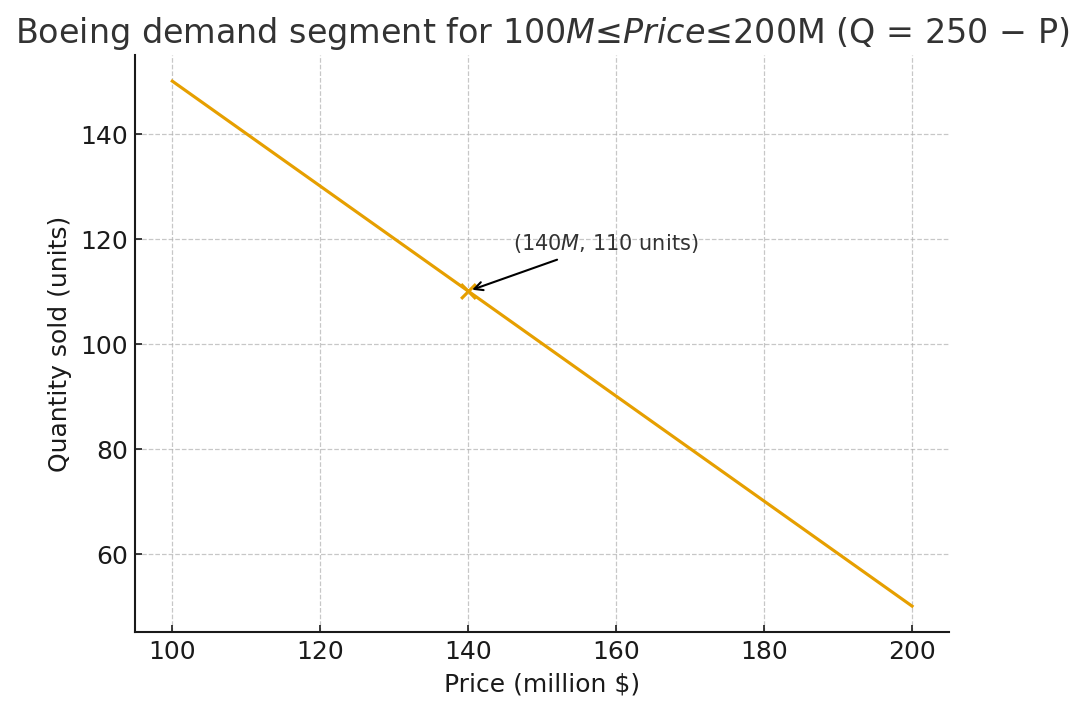 Boeing demand segment for 100M≤Price≤200M (Q = 250 − P)
140
120
100
80
60
Quantity sold (units)
(140M, 110 units)
100 120 140 160 180 200
Price (million $)